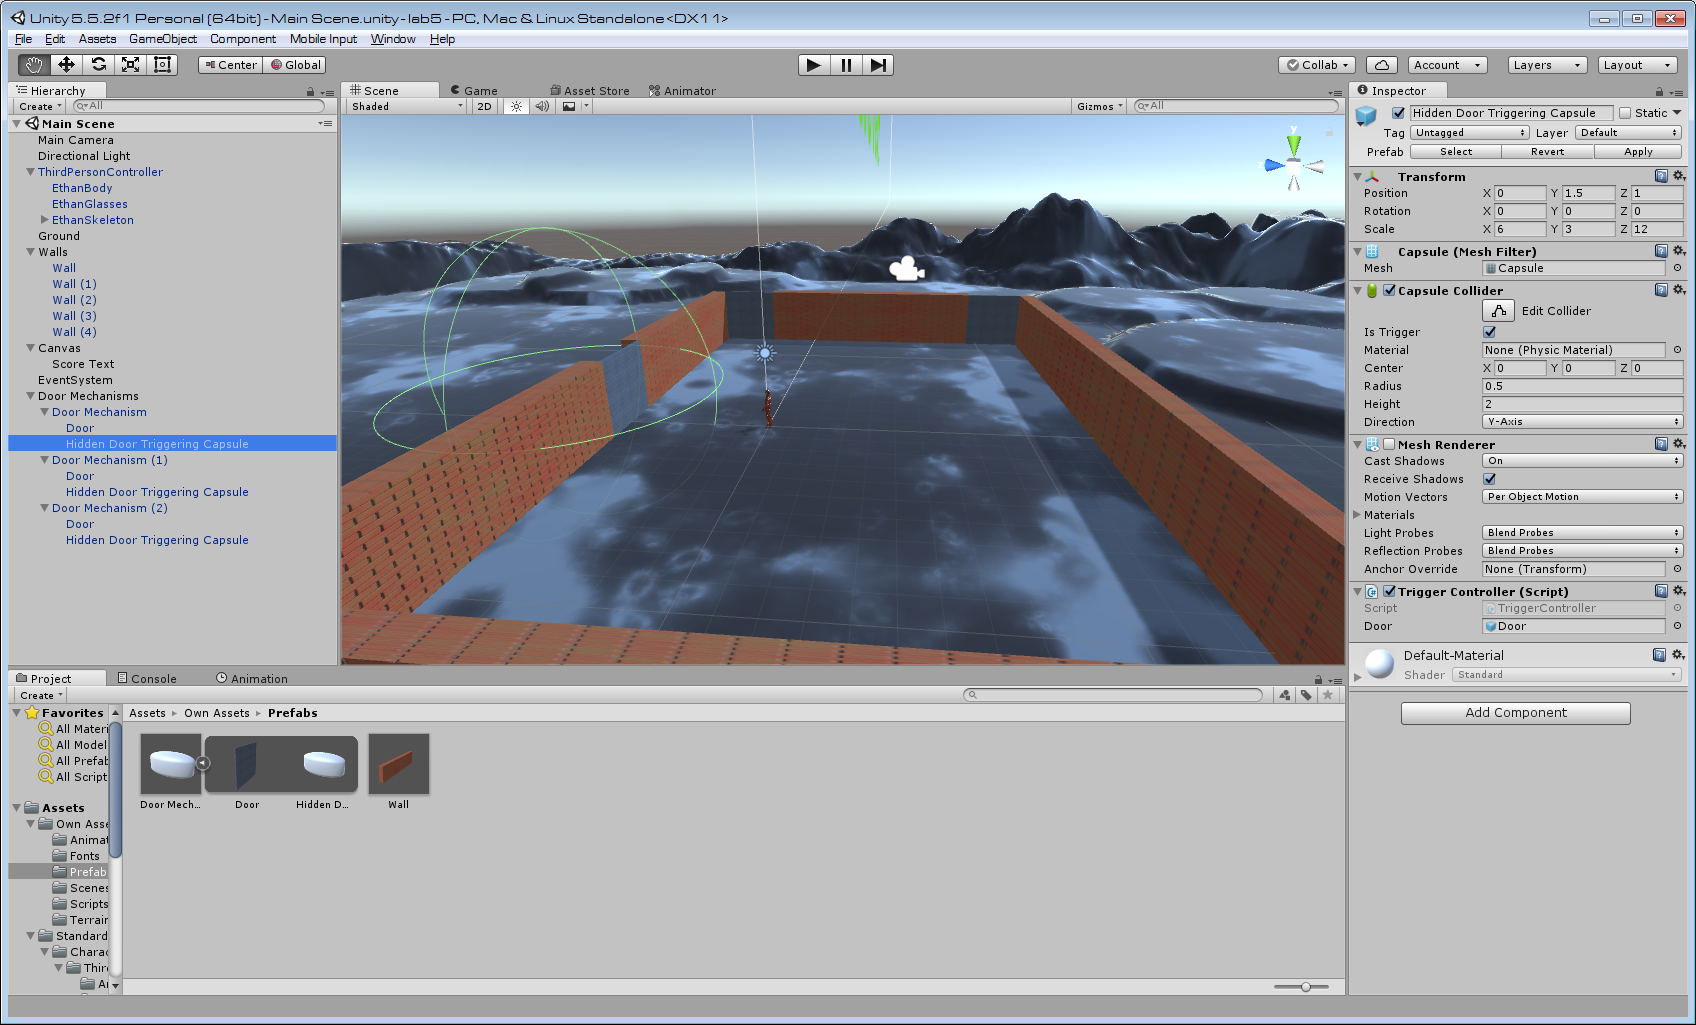 Unity 5.5.2f1 Personal (64bit) - Main Scene.unity - lab5 - PC, Mac & Linux Standalone <DX11>
File Edit Assets GameObject Component Mobile Input Window Help
Center Global Collab Account Layers Layout
Hierarchy
Create All
Main Scene
Main Camera
Directional Light
ThirdPersonController
EthanBody
EthanGlasses
EthanSkeleton
Ground
Walls
Wall
Wall (1)
Wall (2)
Wall (3)
Wall (4)
Canvas
Score Text
EventSystem
Door Mechanisms
Door Mechanism
Door
Hidden Door Triggering Capsule
Door Mechanism (1)
Door
Hidden Door Triggering Capsule
Door Mechanism (2)
Door
Hidden Door Triggering Capsule
Scene Game Asset Store Animator
Shaded 2D Gizmos All
y
Inspector
Hidden Door Triggering Capsule Static
Tag Untagged Layer Default
Prefab Select Revert Apply
Transform
Position X 0 Y 1.5 Z 1
Rotation X 0 Y 0 Z 0
Scale X 6 Y 3 Z 12
Capsule (Mesh Filter)
Mesh Capsule
Capsule Collider
Edit Collider
Is Trigger
Material None (Physic Material)
Center X 0 Y 0 Z 0
Radius 0.5
Height 2
Direction Y-Axis
Mesh Renderer
Cast Shadows On
Receive Shadows
Motion Vectors Per Object Motion
Materials
Light Probes Blend Probes
Reflection Probes Blend Probes
Anchor Override None (Transform)
Trigger Controller (Script)
Script TriggerController
Door Door
Default-Material
Shader Standard
Add Component
Project Console Animation
Create
Favorites
All Materi
All Model
All Prefab
All Script
Assets
Own Asse
Animat
Fonts
Prefab
Scenes
Scripts
Terrain
Standard
Charac
Thir
Ar
Assets Own Assets Prefabs
Door Mech... Door Hidden D... Wall